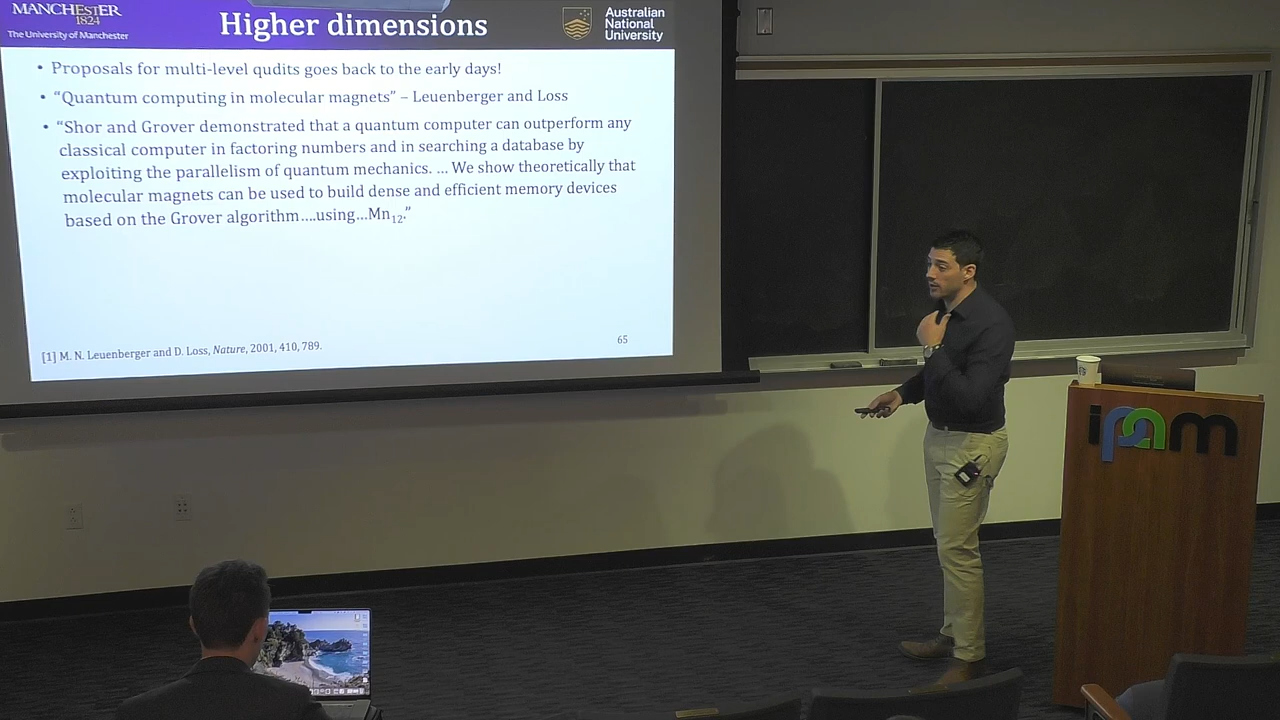 MANCHESTER
1824
The University of Manchester
Higher dimensions
Australian
National
University
• Proposals for multi-level qudits goes back to the early days!
• “Quantum computing in molecular magnets” – Leuenberger and Loss
• “Shor and Grover demonstrated that a quantum computer can outperform any
classical computer in factoring numbers and in searching a database by
exploiting the parallelism of quantum mechanics. ... We show theoretically that
molecular magnets can be used to build dense and efficient memory devices
based on the Grover algorithm....using...Mn₁₂.”
[1] M. N. Leuenberger and D. Loss, Nature, 2001, 410, 789.
65
ipam